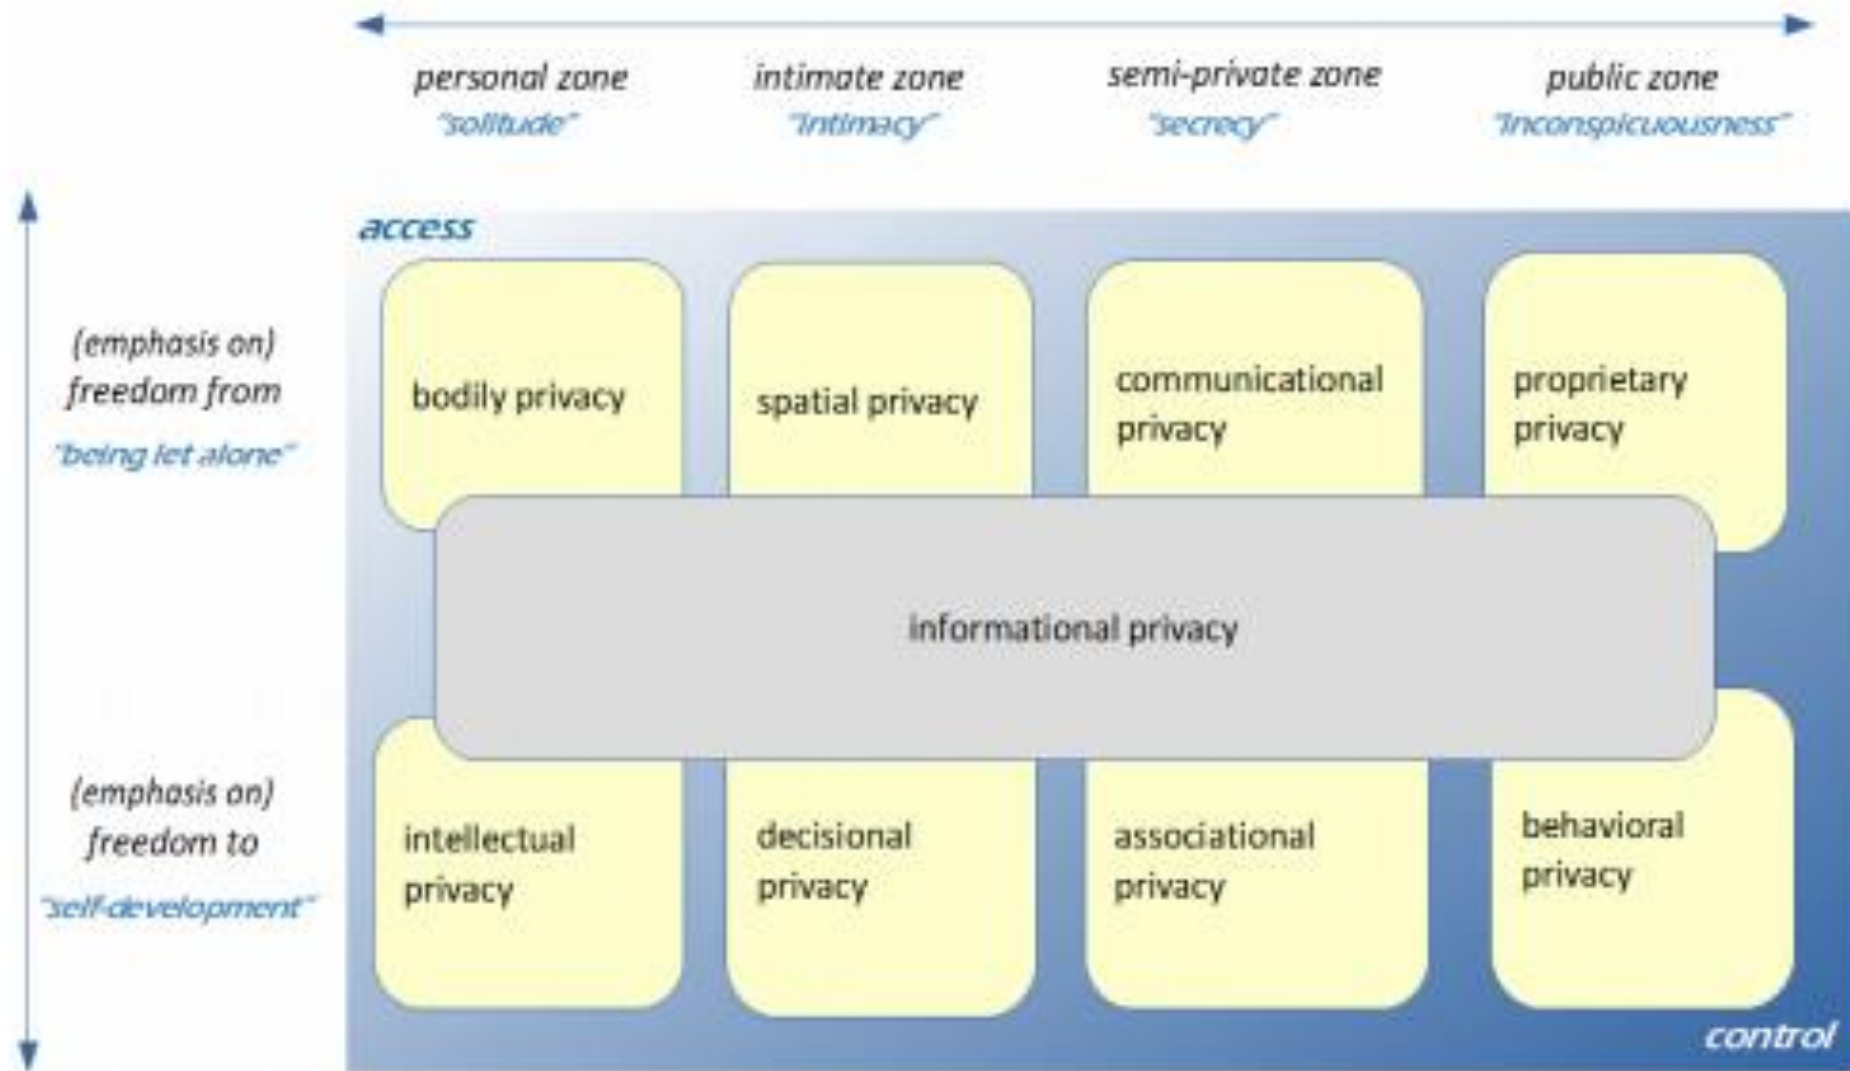 personal zone
"solitude"
intimate zone
"intimacy"
semi-private zone
"secrecy"
public zone
"inconspicuousness"
access
(emphasis on)
freedom from
"being let alone"
bodily privacy
spatial privacy
communicational
privacy
proprietary
privacy
informational privacy
(emphasis on)
freedom to
"self-development"
intellectual
privacy
decisional
privacy
associational
privacy
behavioral
privacy
control